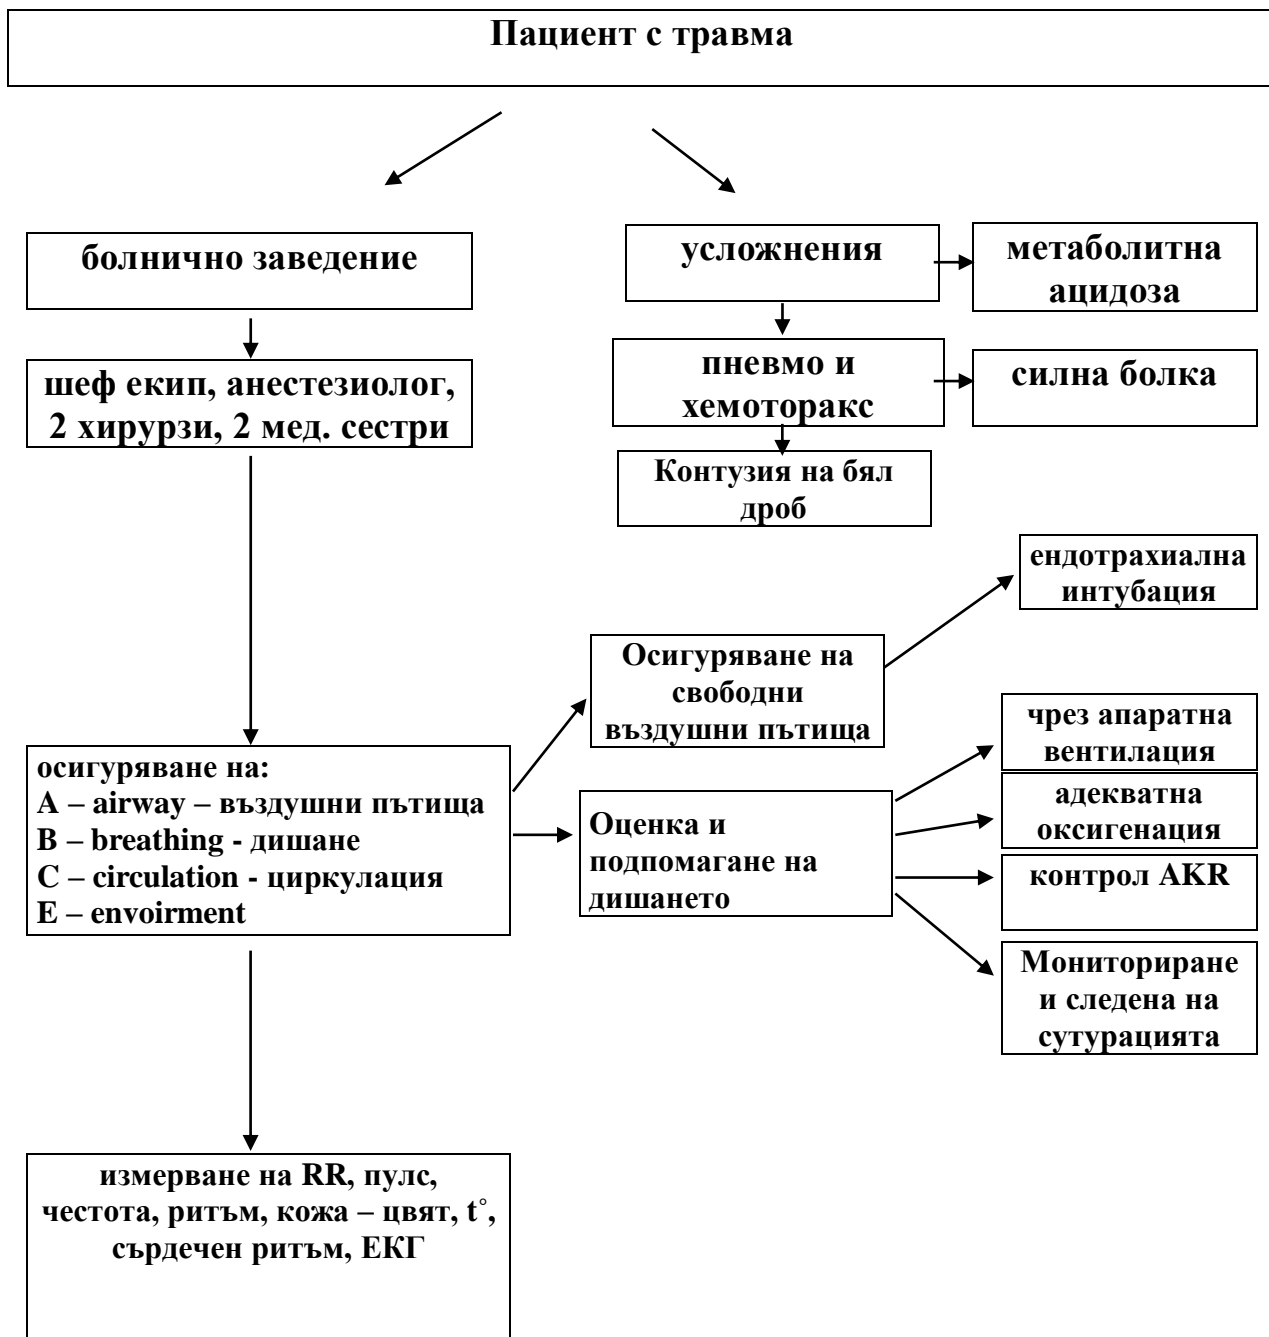 Пациент с травма
болнично заведение
усложнения
метаболитна
ацидоза
шеф екип, анестезиолог,
2 хирурзи, 2 мед. сестри
пневмо и
хемоторакс
силна болка
Контузия на бял
дроб
ендотрахиална
интубация
Осигуряване на
свободни
въздушни пътища
осигуряване на:
A – airway – въздушни пътища
B – breathing - дишане
C – circulation - циркулация
E – envoirment
Оценка и
подпомагане на
дишането
чрез апаратна
вентилация
адекватна
оксигенация
контрол AKR
Мониториране
и следена на
сутурацията
измерване на RR, пулс,
честота, ритъм, кожа – цвят, t°,
сърдечен ритъм, ЕКГ